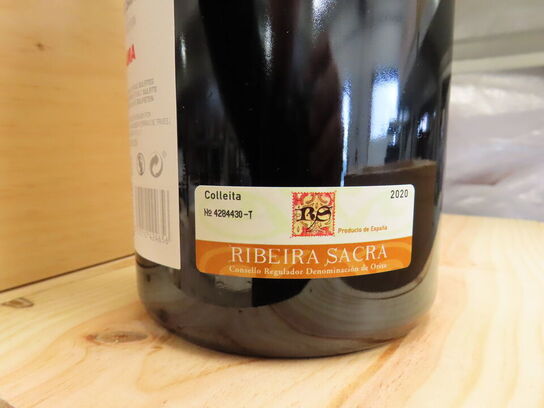 Colleita
2020
Nº 4284430-T
RS
Producto de España
RIBEIRA SACRA
Consello Regulador Denominación de Orixe